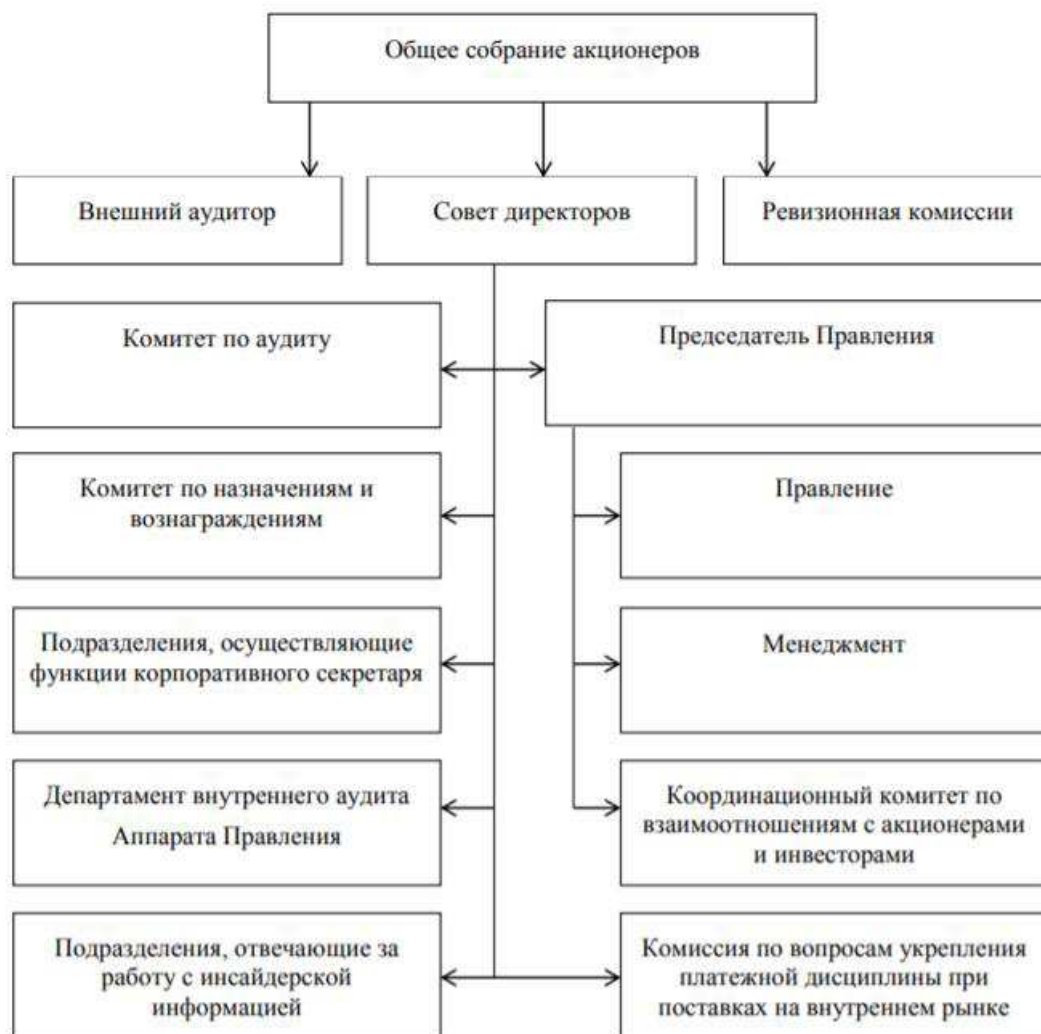 Общее собрание акционеров
Внешний аудитор
Совет директоров
Ревизионная комиссии
Комитет по аудиту
Председатель Правления
Комитет по назначениям и
вознаграждениям
Правление
Подразделения, осуществляющие
функции корпоративного секретаря
Менеджмент
Департамент внутреннего аудита
Аппарата Правления
Координационный комитет по
взаимоотношениям с акционерами
и инвесторами
Подразделения, отвечающие за
работу с инсайдерской
информацией
Комиссия по вопросам укрепления
платежной дисциплины при
поставках на внутреннем рынке